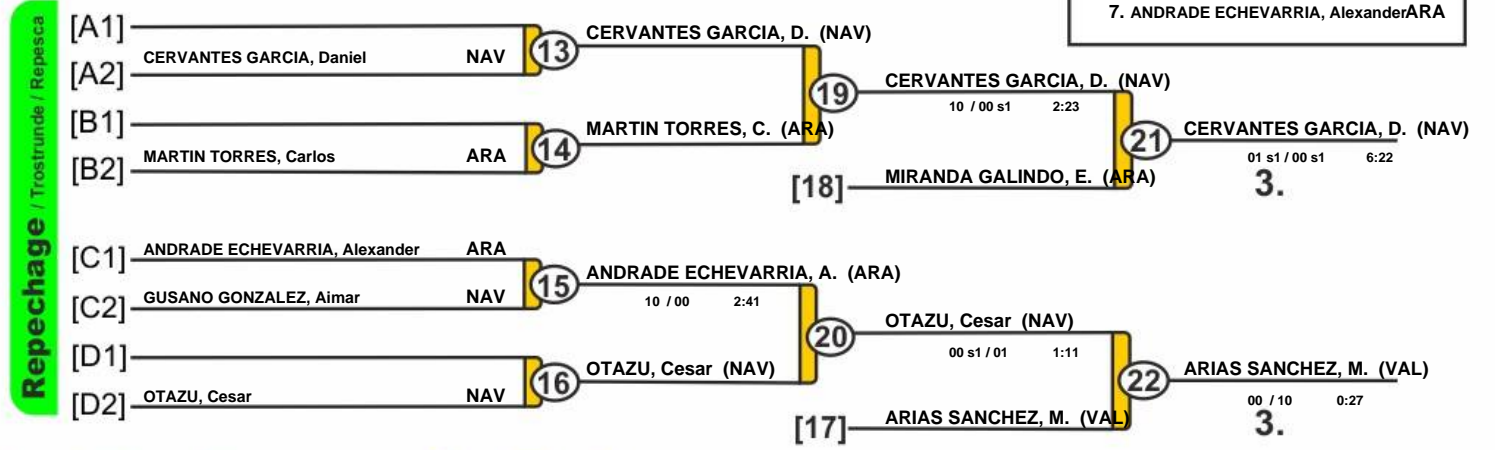 7. ANDRADE ECHEVARRIA, Alexander ARA
Repechage / Trostrunde / Repesca
[A1]
CERVANTES GARCIA, Daniel NAV
[A2]
13
CERVANTES GARCIA, D. (NAV)
[B1]
MARTIN TORRES, Carlos ARA
[B2]
14
MARTIN TORRES, C. (ARA)
19
CERVANTES GARCIA, D. (NAV)
10 / 00 s1 2:23
[18]
MIRANDA GALINDO, E. (ARA)
21
CERVANTES GARCIA, D. (NAV)
01 s1 / 00 s1 6:22
3.
[C1]
ANDRADE ECHEVARRIA, Alexander ARA
[C2]
GUSANO GONZALEZ, Aimar NAV
15
ANDRADE ECHEVARRIA, A. (ARA)
10 / 00 2:41
[D1]
[D2]
OTAZU, Cesar NAV
16
OTAZU, Cesar (NAV)
20
OTAZU, Cesar (NAV)
00 s1 / 01 1:11
[17]
ARIAS SANCHEZ, M. (VAL)
22
ARIAS SANCHEZ, M. (VAL)
00 / 10 0:27
3.